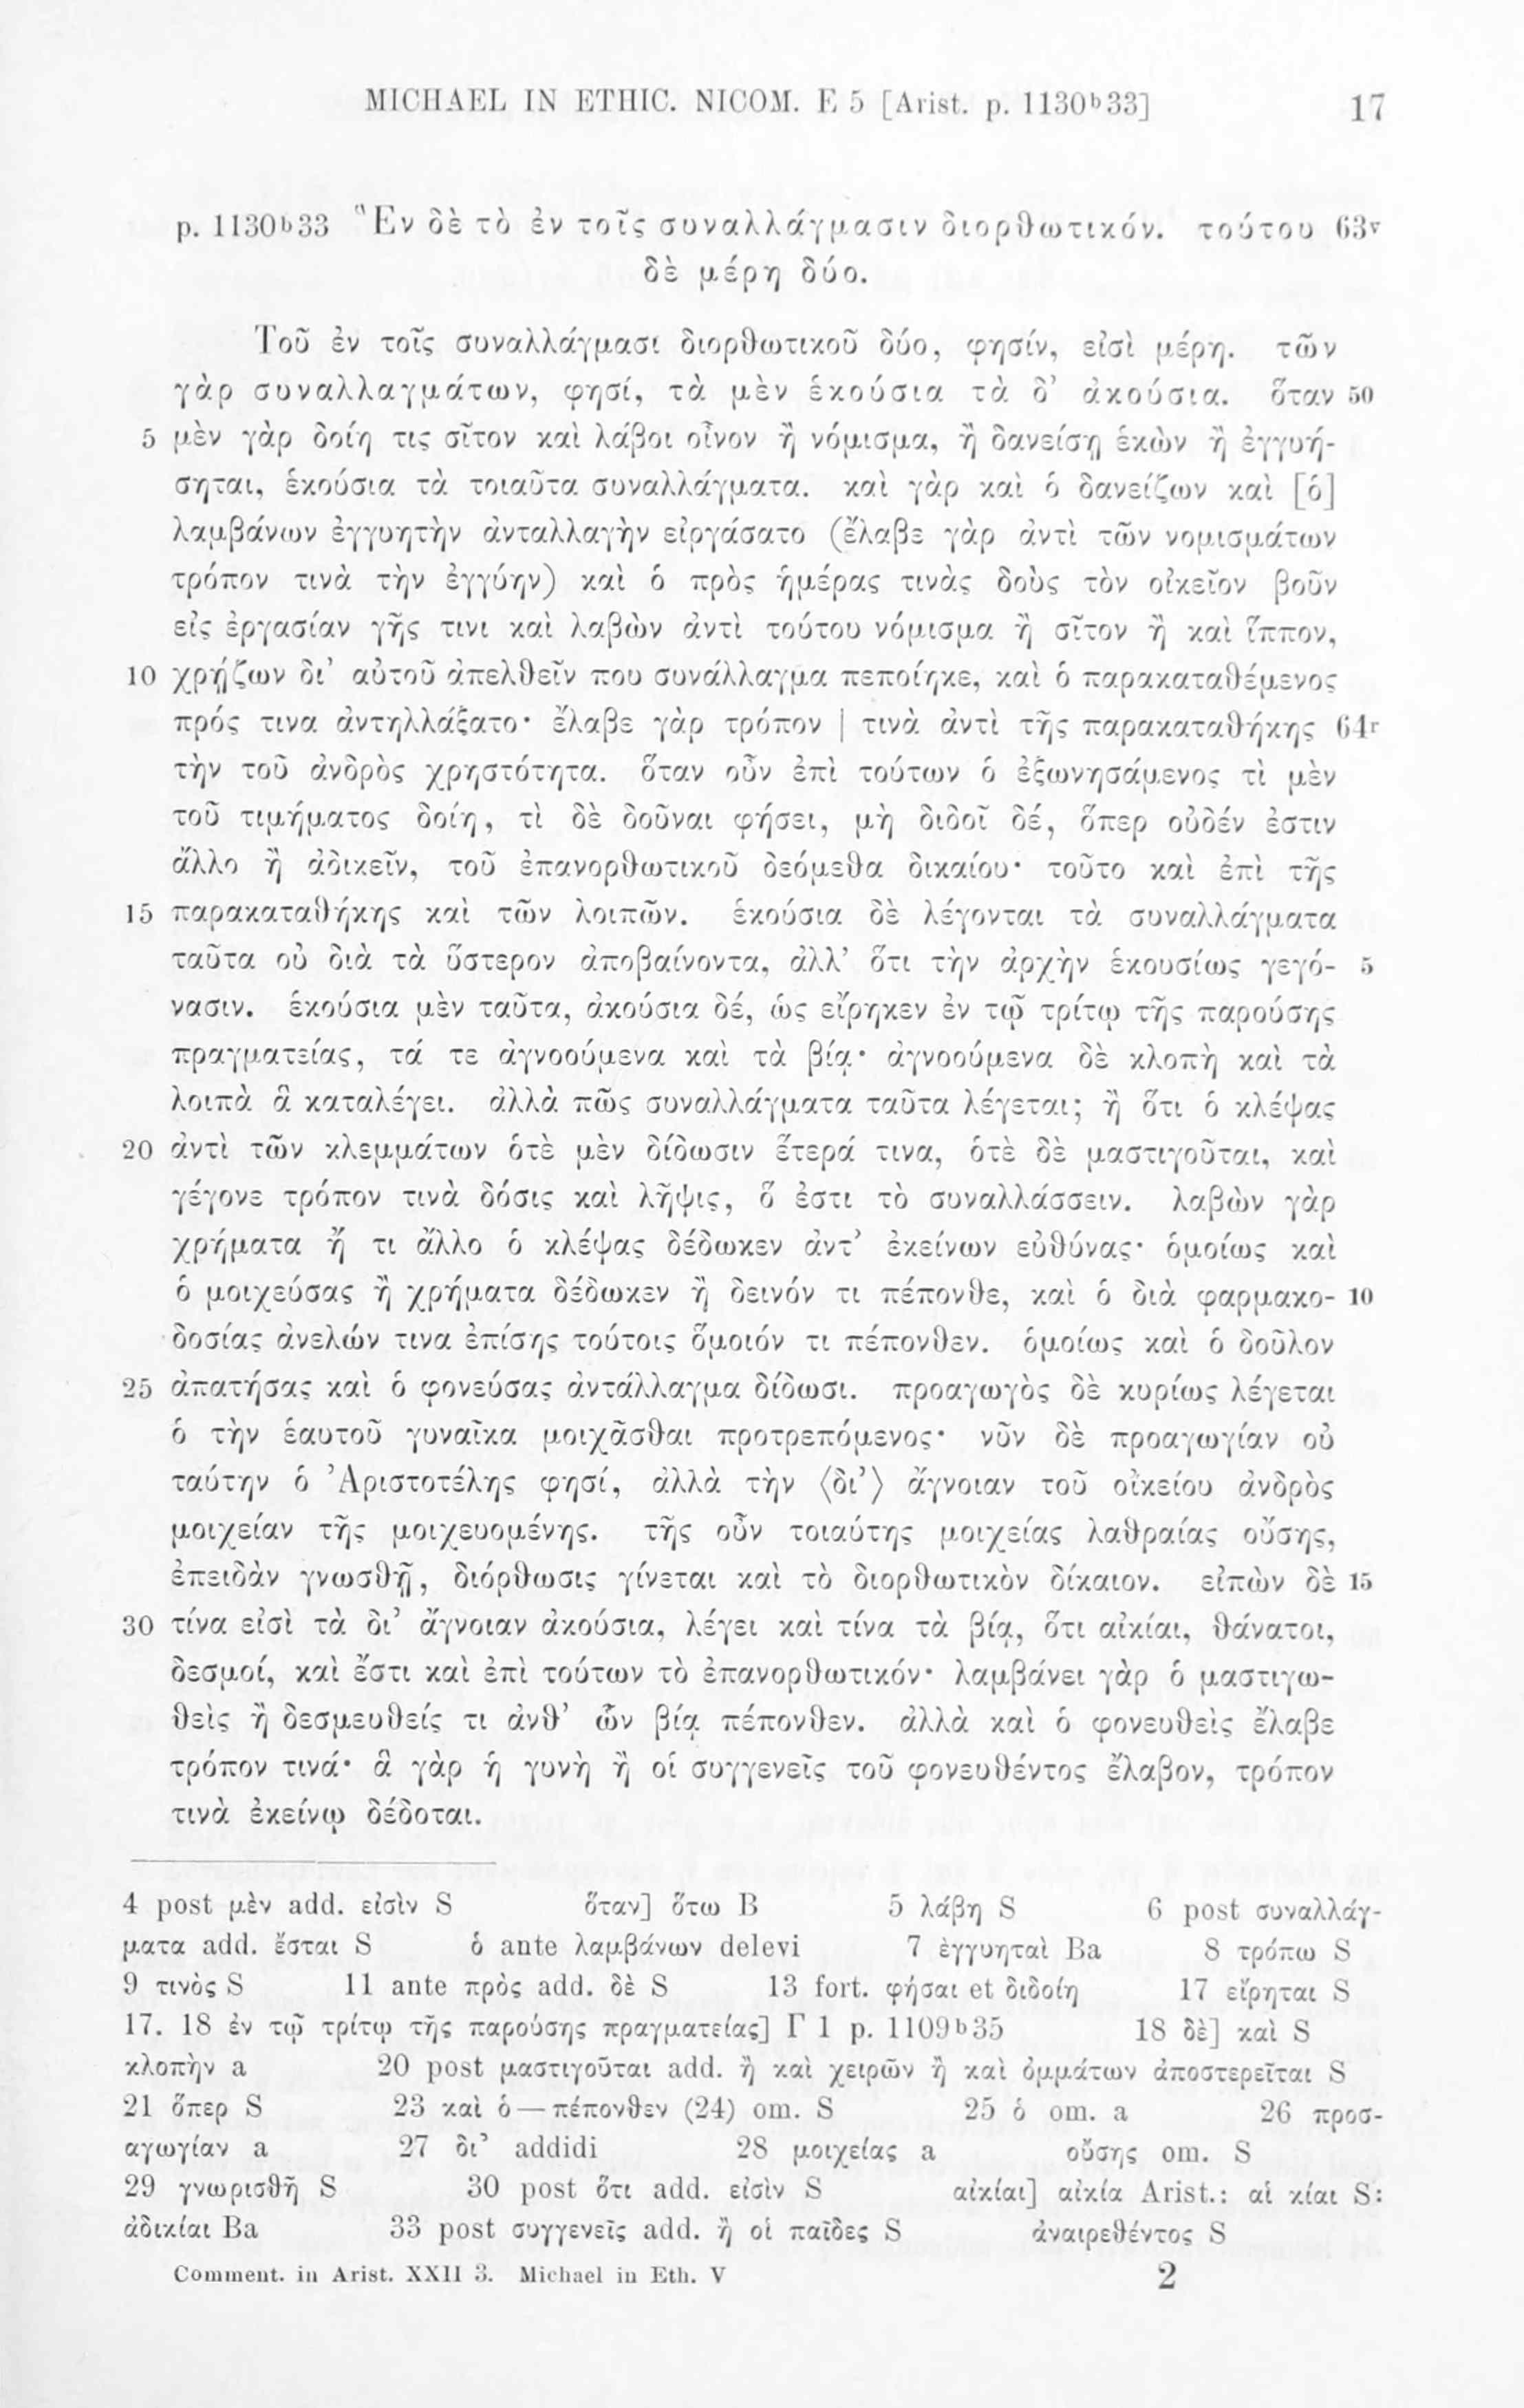 MICHAEL IN ETHIC. NICOM. E 5 [Arist. p. 1130ᵇ33] 17
p. 1130ᵇ33 Ἓν δὲ τὸ ἐν τοῖς συναλλάγμασιν διορθωτικόν. τούτου 63ᵛ
δὲ μέρη δύο.
Τοῦ ἐν τοῖς συναλλάγμασι διορθωτικοῦ δύο, φησίν, εἰσὶ μέρη. τῶν
γὰρ συναλλαγμάτων, φησί, τὰ μὲν ἑκούσια τὰ δ’ ἀκούσια. ὅταν 50
5 μὲν γὰρ δοίη τις σῖτον καὶ λάβοι οἶνον ἢ νόμισμα, ἢ δανείσῃ ἑκὼν ἢ ἐγγυή-
σηται, ἑκούσια τὰ τοιαῦτα συναλλάγματα. καὶ γὰρ καὶ ὁ δανείζων καὶ [ὁ]
λαμβάνων ἐγγυητὴν ἀνταλλαγὴν εἰργάσατο (ἔλαβε γὰρ ἀντὶ τῶν νομισμάτων
τρόπον τινὰ τὴν ἐγγύην) καὶ ὁ πρὸς ἡμέρας τινὰς δοὺς τὸν οἰκεῖον βοῦν
εἰς ἐργασίαν γῆς τινι καὶ λαβὼν ἀντὶ τούτου νόμισμα ἢ σῖτον ἢ καὶ ἵππον,
10 χρῄζων δι’ αὐτοῦ ἀπελθεῖν που συνάλλαγμα πεποίηκε, καὶ ὁ παρακαταθέμενος
πρός τινα ἀντηλλάξατο· ἔλαβε γὰρ τρόπον | τινὰ ἀντὶ τῆς παρακαταθήκης 64ʳ
τὴν τοῦ ἀνδρὸς χρηστότητα. ὅταν οὖν ἐπὶ τούτων ὁ ἐξωνησάμενος τὶ μὲν
τοῦ τιμήματος δοίη, τὶ δὲ δοῦναι φήσει, μὴ διδοῖ δέ, ὅπερ οὐδέν ἐστιν
ἄλλο ἢ ἀδικεῖν, τοῦ ἐπανορθωτικοῦ δεόμεθα δικαίου· τοῦτο καὶ ἐπὶ τῆς
15 παρακαταθήκης καὶ τῶν λοιπῶν. ἑκούσια δὲ λέγονται τὰ συναλλάγματα
ταῦτα οὐ διὰ τὰ ὕστερον ἀποβαίνοντα, ἀλλ’ ὅτι τὴν ἀρχὴν ἑκουσίως γεγό- 5
νασιν. ἑκούσια μὲν ταῦτα, ἀκούσια δέ, ὡς εἴρηκεν ἐν τῷ τρίτῳ τῆς παρούσης
πραγματείας, τά τε ἀγνοούμενα καὶ τὰ βίᾳ· ἀγνοούμενα δὲ κλοπὴ καὶ τὰ
λοιπὰ ἃ καταλέγει. ἀλλὰ πῶς συναλλάγματα ταῦτα λέγεται; ἢ ὅτι ὁ κλέψας
20 ἀντὶ τῶν κλεμμάτων ὁτὲ μὲν δίδωσιν ἕτερά τινα, ὁτὲ δὲ μαστιγοῦται, καὶ
γέγονε τρόπον τινὰ δόσις καὶ λῆψις, ὅ ἐστι τὸ συναλλάσσειν. λαβὼν γὰρ
χρήματα ἤ τι ἄλλο ὁ κλέψας δέδωκεν ἀντ’ ἐκείνων εὐθύνας· ὁμοίως καὶ
ὁ μοιχεύσας ἢ χρήματα δέδωκεν ἢ δεινόν τι πέπονθε, καὶ ὁ διὰ φαρμακο- 10
δοσίας ἀνελών τινα ἐπίσης τούτοις ὅμοιόν τι πέπονθεν. ὁμοίως καὶ ὁ δοῦλον
25 ἀπατήσας καὶ ὁ φονεύσας ἀντάλλαγμα δίδωσι. προαγωγὸς δὲ κυρίως λέγεται
ὁ τὴν ἑαυτοῦ γυναῖκα μοιχᾶσθαι προτρεπόμενος· νῦν δὲ προαγωγίαν οὐ
ταύτην ὁ Ἀριστοτέλης φησί, ἀλλὰ τὴν ⟨δι’⟩ ἄγνοιαν τοῦ οἰκείου ἀνδρὸς
μοιχείαν τῆς μοιχευομένης. τῆς οὖν τοιαύτης μοιχείας λαθραίας οὔσης,
ἐπειδὰν γνωσθῇ, διόρθωσις γίνεται καὶ τὸ διορθωτικὸν δίκαιον. εἰπὼν δὲ 15
30 τίνα εἰσὶ τὰ δι’ ἄγνοιαν ἀκούσια, λέγει καὶ τίνα τὰ βίᾳ, ὅτι αἰκίαι, θάνατοι,
δεσμοί, καὶ ἔστι καὶ ἐπὶ τούτων τὸ ἐπανορθωτικόν· λαμβάνει γὰρ ὁ μαστιγω-
θεὶς ἢ δεσμευθείς τι ἀνθ’ ὧν βίᾳ πέπονθεν. ἀλλὰ καὶ ὁ φονευθεὶς ἔλαβε
τρόπον τινά· ἃ γὰρ ἡ γυνὴ ἢ οἱ συγγενεῖς τοῦ φονευθέντος ἔλαβον, τρόπον
τινὰ ἐκείνῳ δέδοται.
4 post μὲν add. εἰσὶν S ὅταν] ὅτω B 5 λάβη S 6 post συναλλάγ-
ματα add. ἔσται S ὁ ante λαμβάνων delevi 7 ἐγγυηταὶ Ba 8 τρόπω S
9 τινὸς S 11 ante πρὸς add. δὲ S 13 fort. φήσαι et διδοίη 17 εἴρηται S
17. 18 ἐν τῷ τρίτῳ τῆς παρούσης πραγματείας] Γ 1 p. 1109ᵇ35 18 δὲ] καὶ S
κλοπὴν a 20 post μαστιγοῦται add. ἢ καὶ χειρῶν ἢ καὶ ὀμμάτων ἀποστερεῖται S
21 ὅπερ S 23 καὶ ὁ—πέπονθεν (24) om. S 25 ὁ om. a 26 προσ-
αγωγίαν a 27 δι’ addidi 28 μοιχείας a οὔσης om. S
29 γνωρισθῆ S 30 post ὅτι add. εἰσὶν S αἰκίαι] αἰκία Arist.: αἱ κίαι S:
ἀδικίαι Ba 33 post συγγενεῖς add. ἢ οἱ παῖδες S ἀναιρεθέντος S
Comment. in Arist. XXII 3. Michael in Eth. V 2